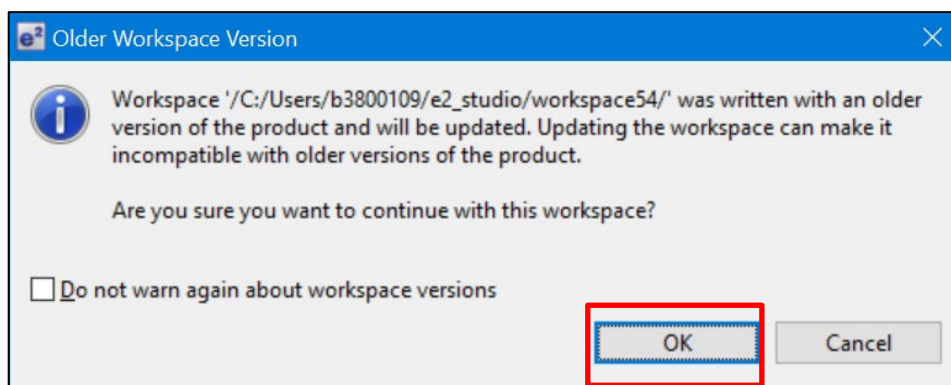 e² Older Workspace Version
Workspace '/C:/Users/b3800109/e2_studio/workspace54/' was written with an older
version of the product and will be updated. Updating the workspace can make it
incompatible with older versions of the product.
Are you sure you want to continue with this workspace?
Do not warn again about workspace versions
OK Cancel